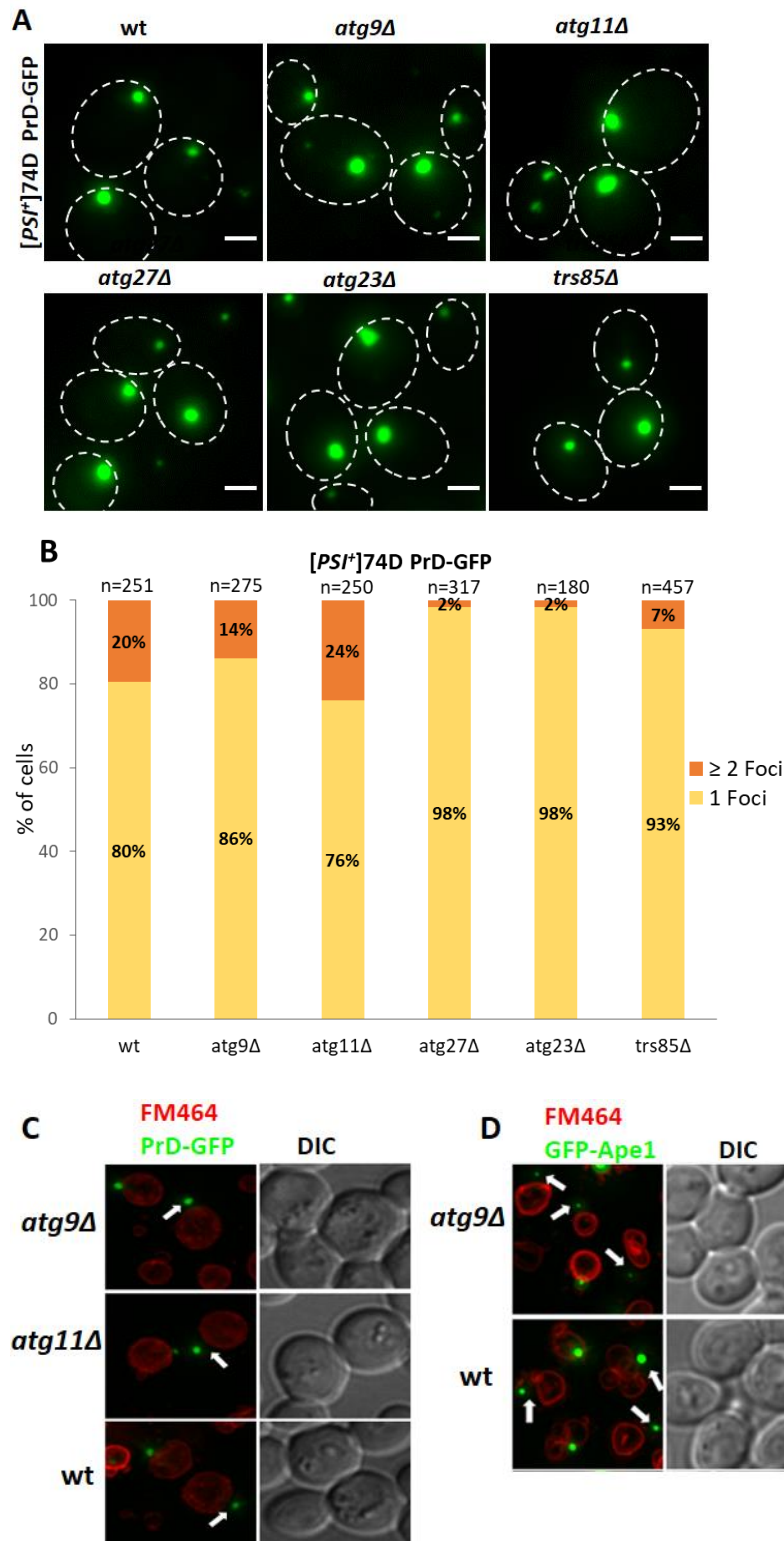 A
wt
atg9Δ
atg11Δ
[PSI⁺]74D PrD-GFP
atg27Δ
atg23Δ
trs85Δ
B
[PSI⁺]74D PrD-GFP
n=251
n=275
n=250
n=317
n=180
n=457
100
80
60
40
20
0
% of cells
20%
14%
24%
2%
2%
7%
80%
86%
76%
98%
98%
93%
≥ 2 Foci
1 Foci
wt
atg9Δ
atg11Δ
atg27Δ
atg23Δ
trs85Δ
C
FM464
PrD-GFP
DIC
atg9Δ
atg11Δ
wt
D
FM464
GFP-Ape1
DIC
atg9Δ
wt